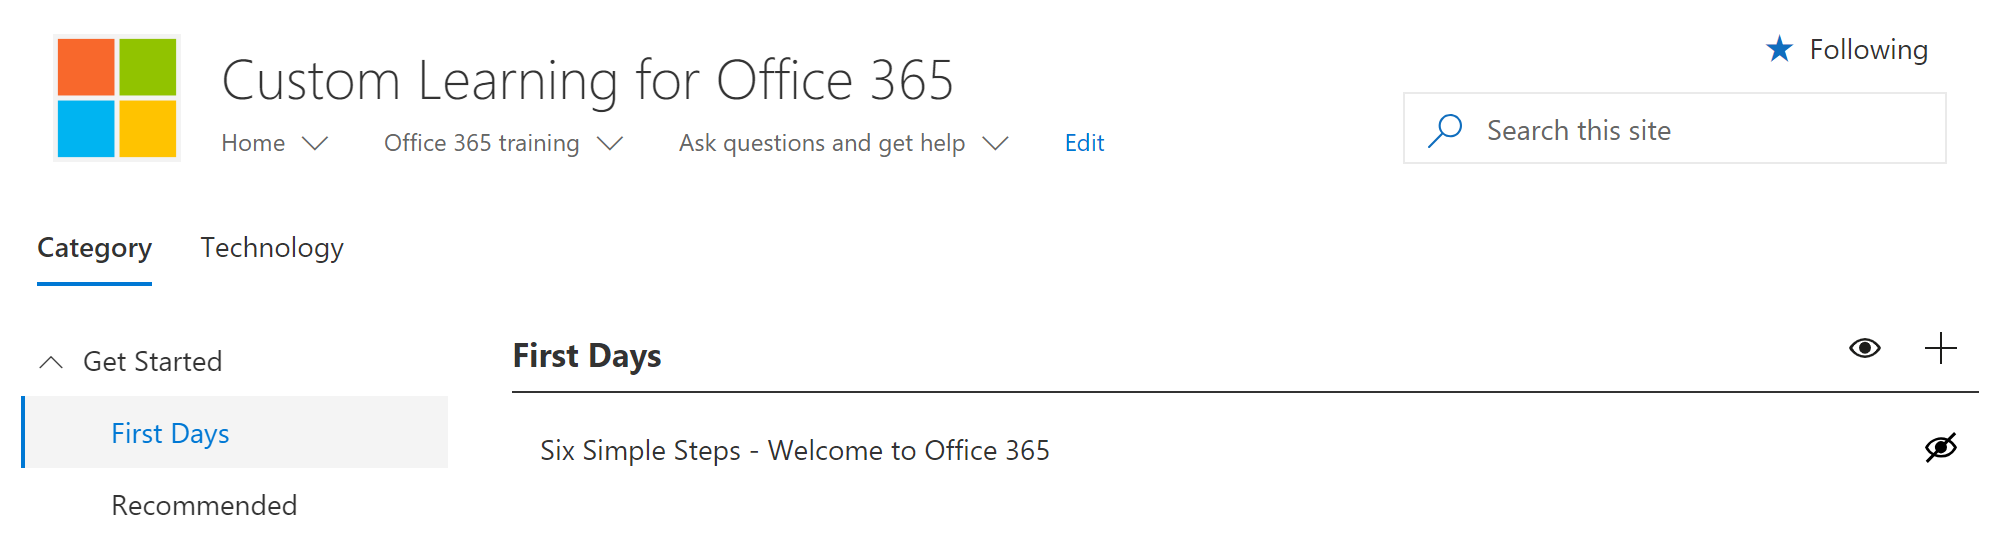 Following
Custom Learning for Office 365
Search this site
Home Office 365 training Ask questions and get help Edit
Category Technology
Get Started
First Days
Recommended
First Days
Six Simple Steps - Welcome to Office 365